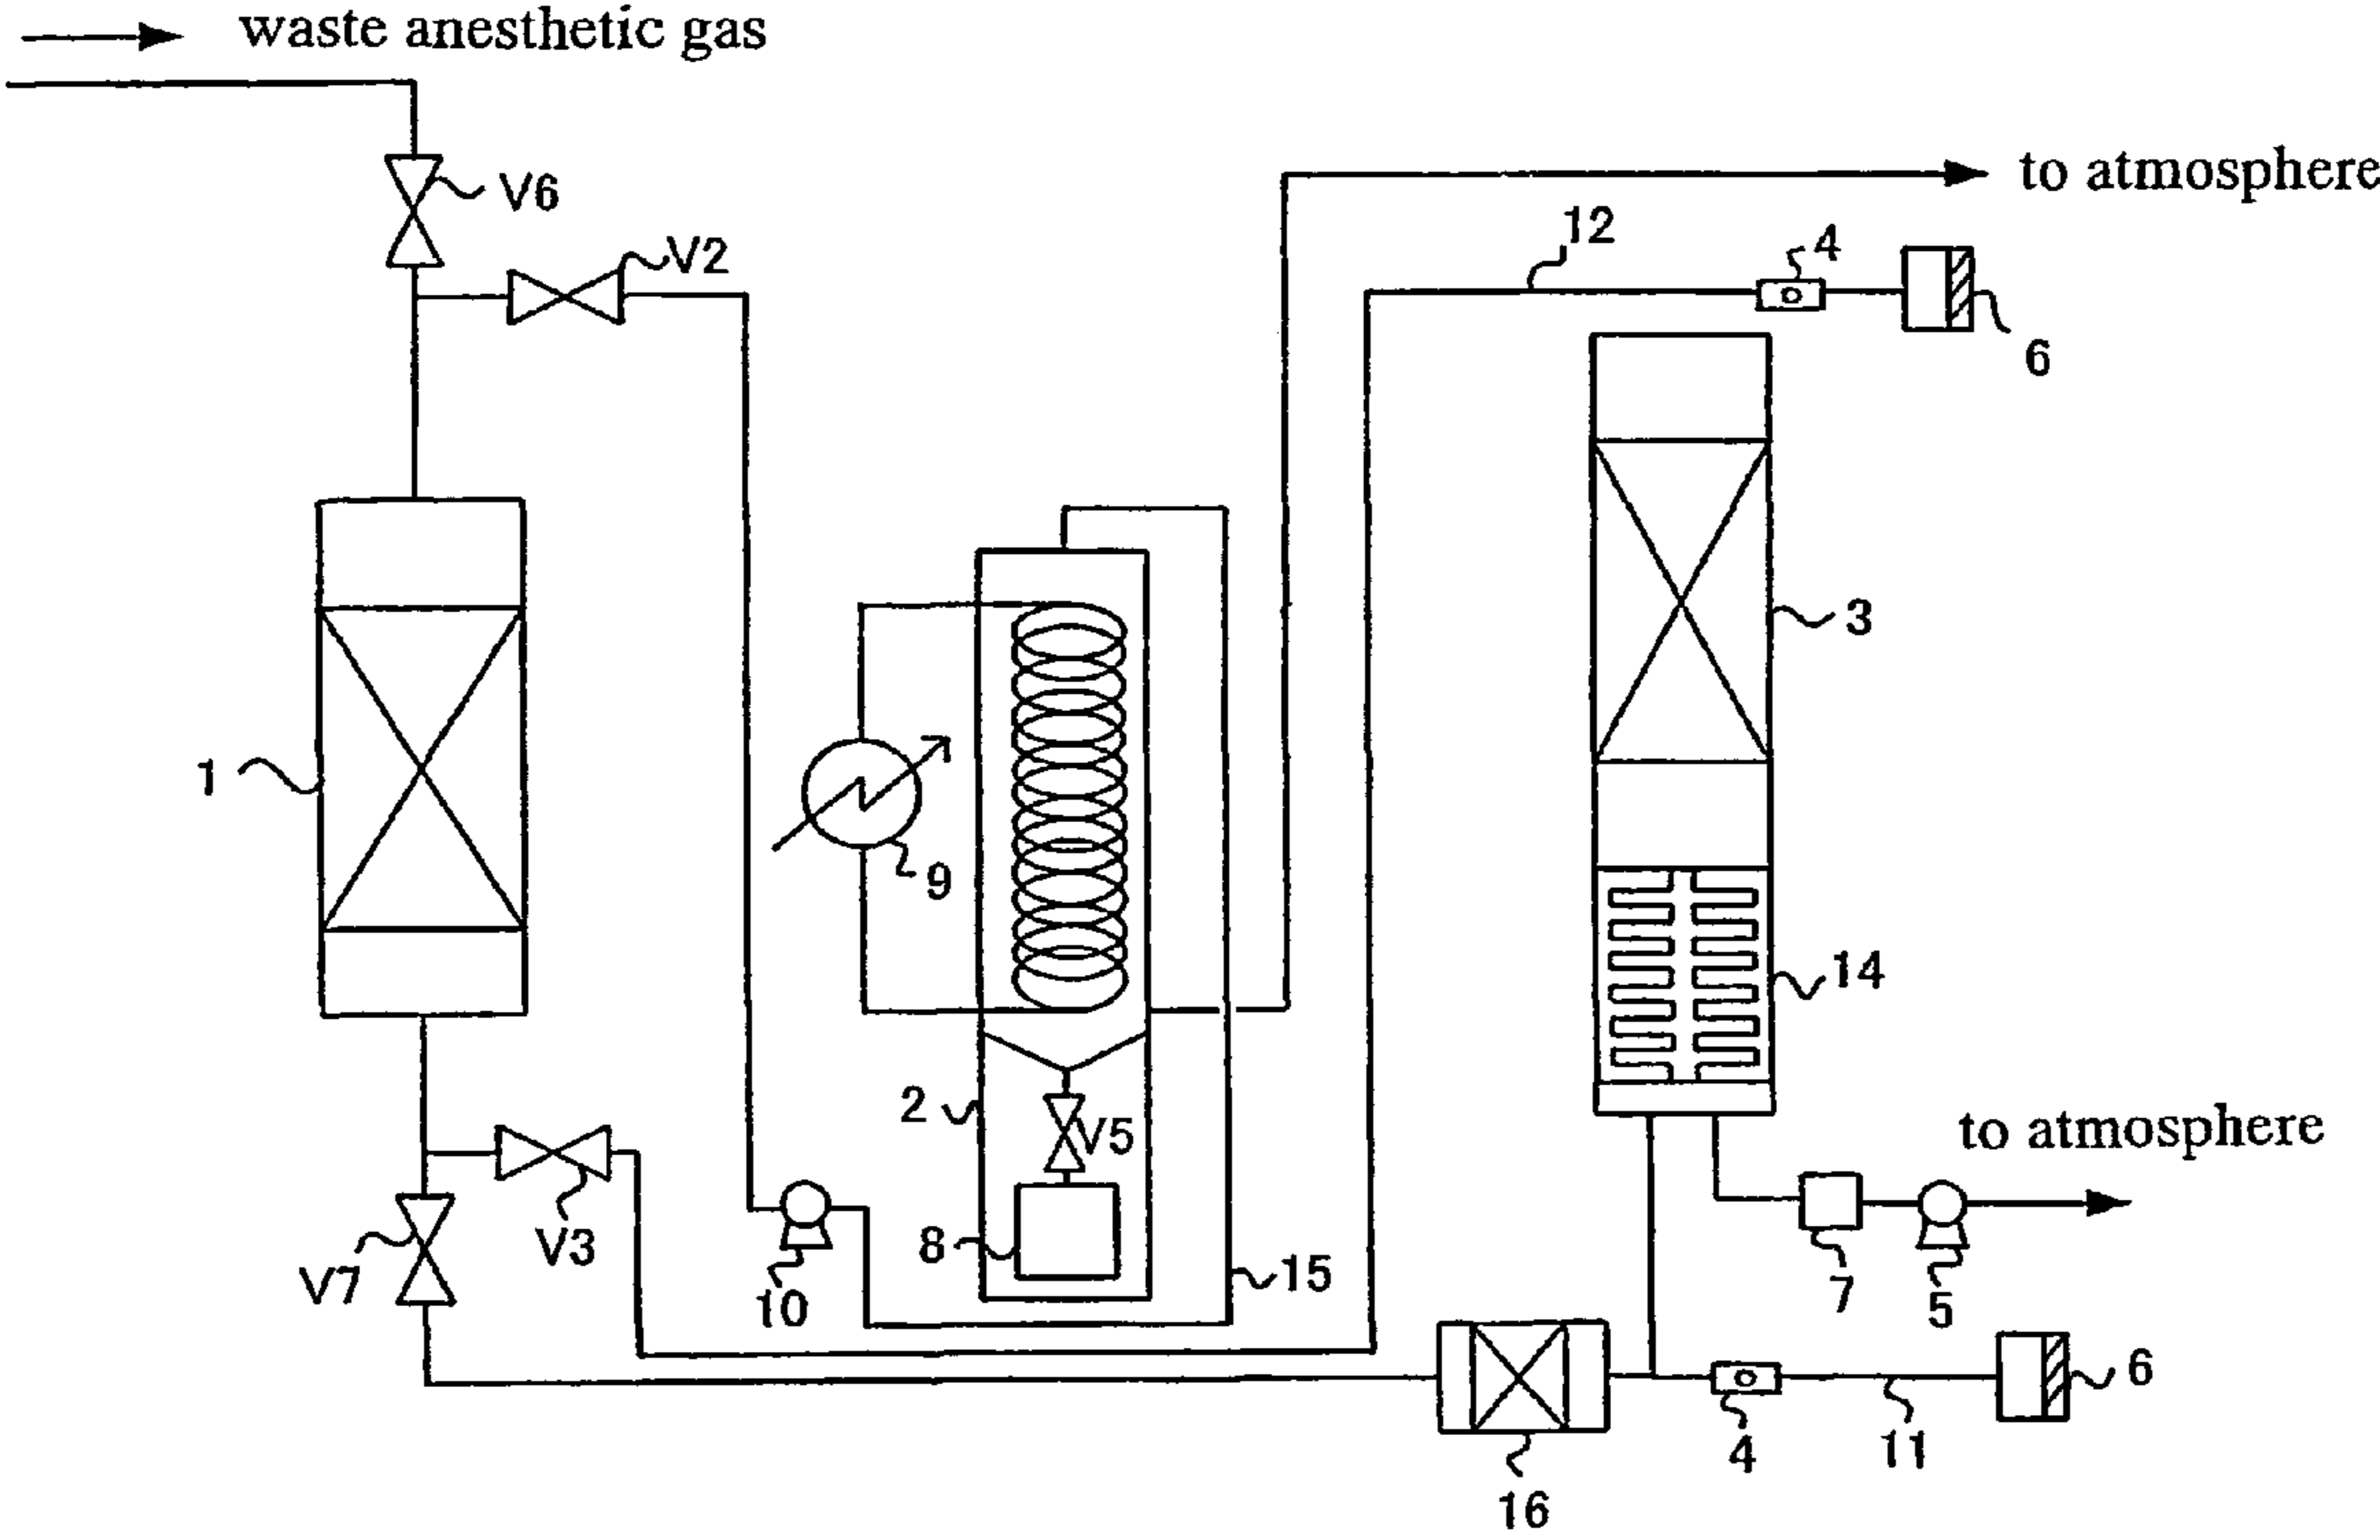 waste anesthetic gas
V6
to atmosphere
V2
12
4
6
3
1
9
14
2
V5
to atmosphere
V3
8
V7
10
15
7
5
6
4
11
16